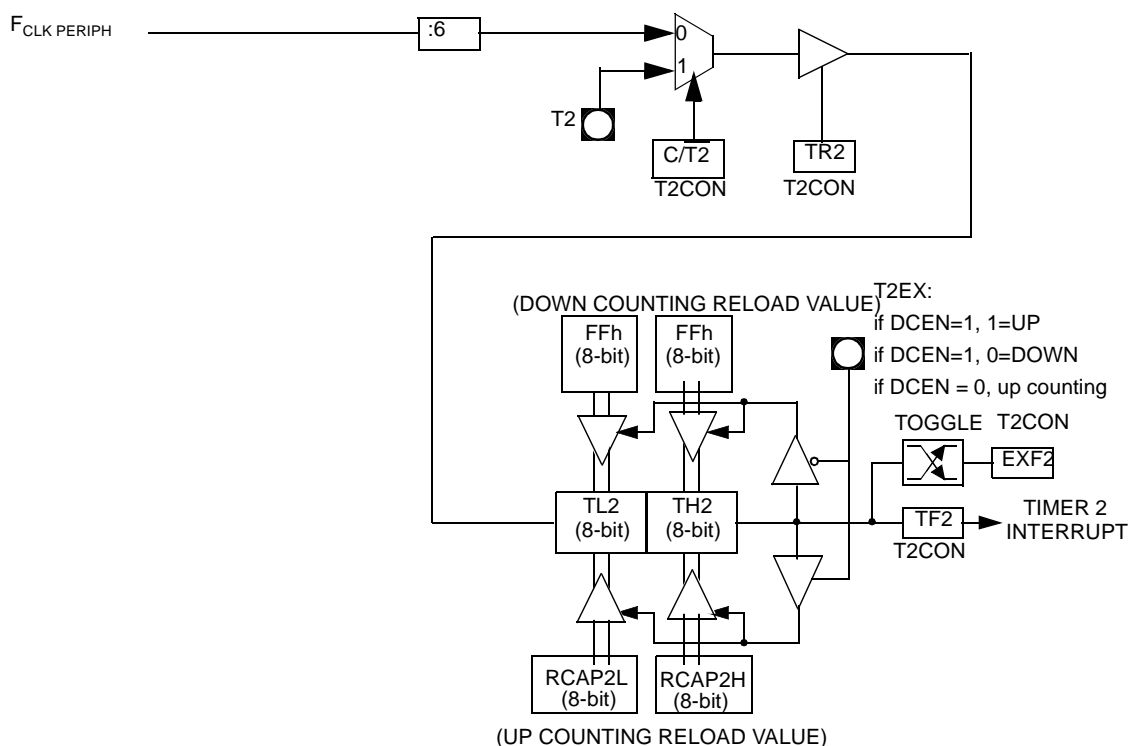 FCLK PERIPH
:6
0
1
T2
C/T2
T2CON
TR2
T2CON
T2EX:
(DOWN COUNTING RELOAD VALUE)
if DCEN=1, 1=UP
FFh
(8-bit)
FFh
(8-bit)
if DCEN=1, 0=DOWN
if DCEN = 0, up counting
TOGGLE
T2CON
EXF2
TL2
(8-bit)
TH2
(8-bit)
TF2
T2CON
TIMER 2
INTERRUPT
RCAP2L
(8-bit)
RCAP2H
(8-bit)
(UP COUNTING RELOAD VALUE)